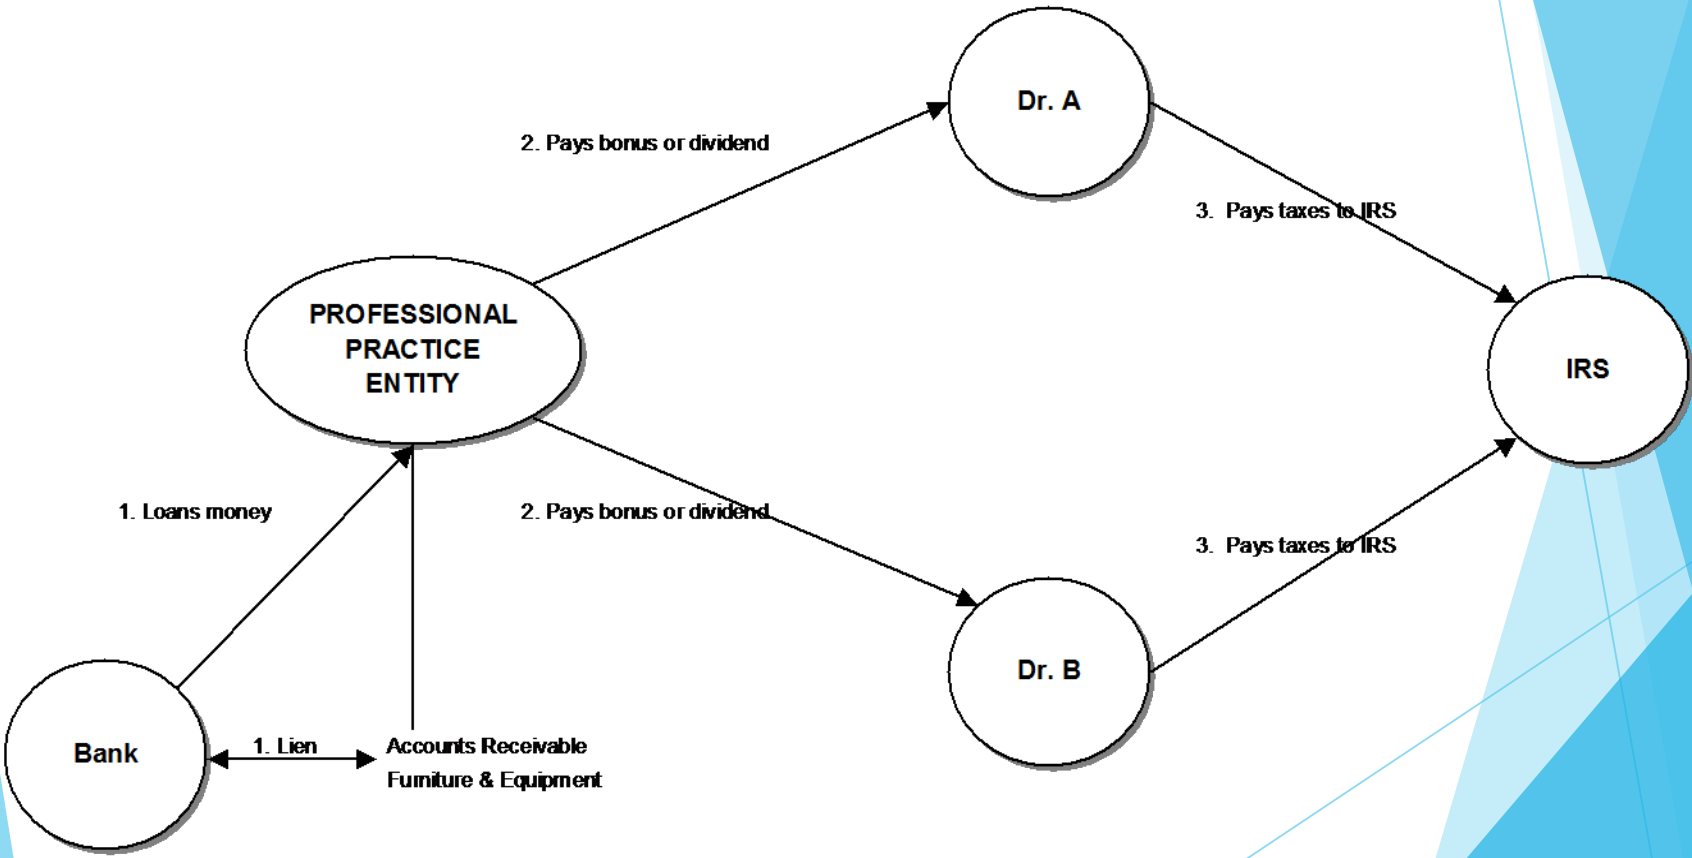 Dr. A
2. Pays bonus or dividend
3. Pays taxes to IRS
PROFESSIONAL
PRACTICE
ENTITY
IRS
1. Loans money
2. Pays bonus or dividend
3. Pays taxes to IRS
Dr. B
Bank
1. Lien
Accounts Receivable
Furniture & Equipment